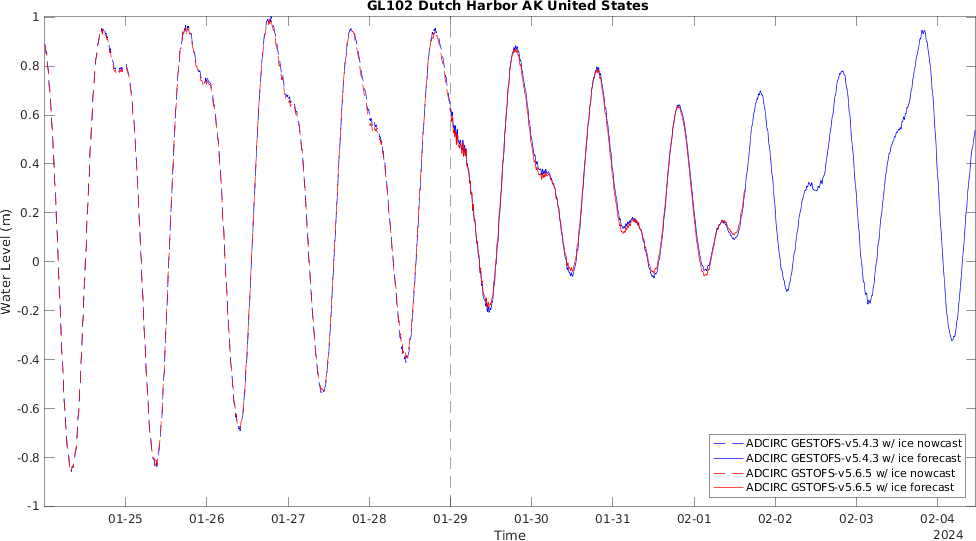 GL102 Dutch Harbor AK United States
1
0.8
0.6
0.4
0.2
0
-0.2
-0.4
-0.6
-0.8
-1
Water Level (m)
ADCIRC GESTOFS-v5.4.3 w/ ice nowcast
ADCIRC GESTOFS-v5.4.3 w/ ice forecast
ADCIRC GSTOFS-v5.6.5 w/ ice nowcast
ADCIRC GSTOFS-v5.6.5 w/ ice forecast
01-25 01-26 01-27 01-28 01-29 01-30 01-31 02-01 02-02 02-03 02-04
Time
2024